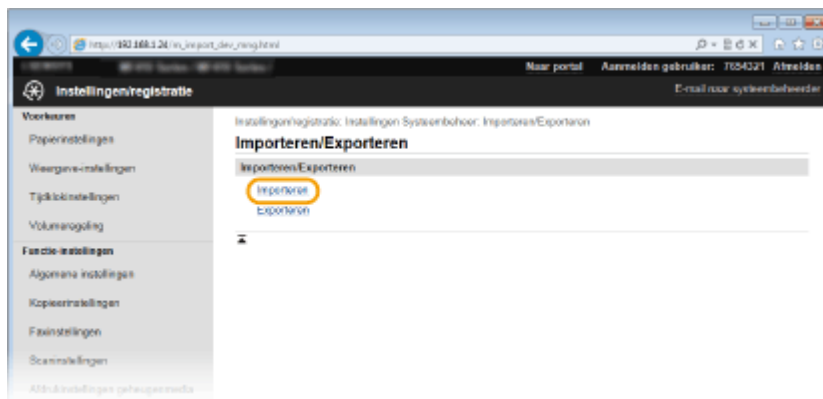 http://192.168.1.24/m_import_dev_mng.html
Naar portal Aanmelden gebruiker: 7654321 Afmelden
Instellingen/registratie
E-mail naar systeembeheerder
Voorkeuren
Papierinstellingen
Weergave-instellingen
Tijdklokinstellingen
Volumeregeling
Functie-instellingen
Algemene instellingen
Kopieerinstellingen
Faxinstellingen
Scaninstellingen
Afdrukinstellingen geheugenmedia
Instellingen/registratie: Instellingen Systeembeheer: Importeren/Exporteren
Importeren/Exporteren
Importeren/Exporteren
Importeren
Exporteren